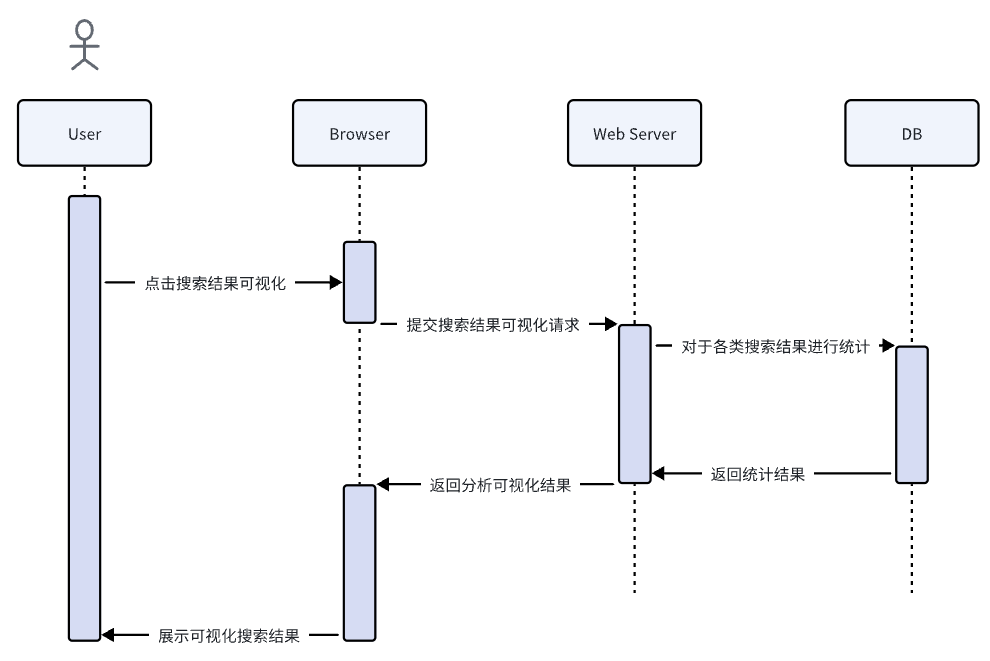 User
Browser
Web Server
DB
点击搜索结果可视化
提交搜索结果可视化请求
对于各类搜索结果进行统计
返回统计结果
返回分析可视化结果
展示可视化搜索结果